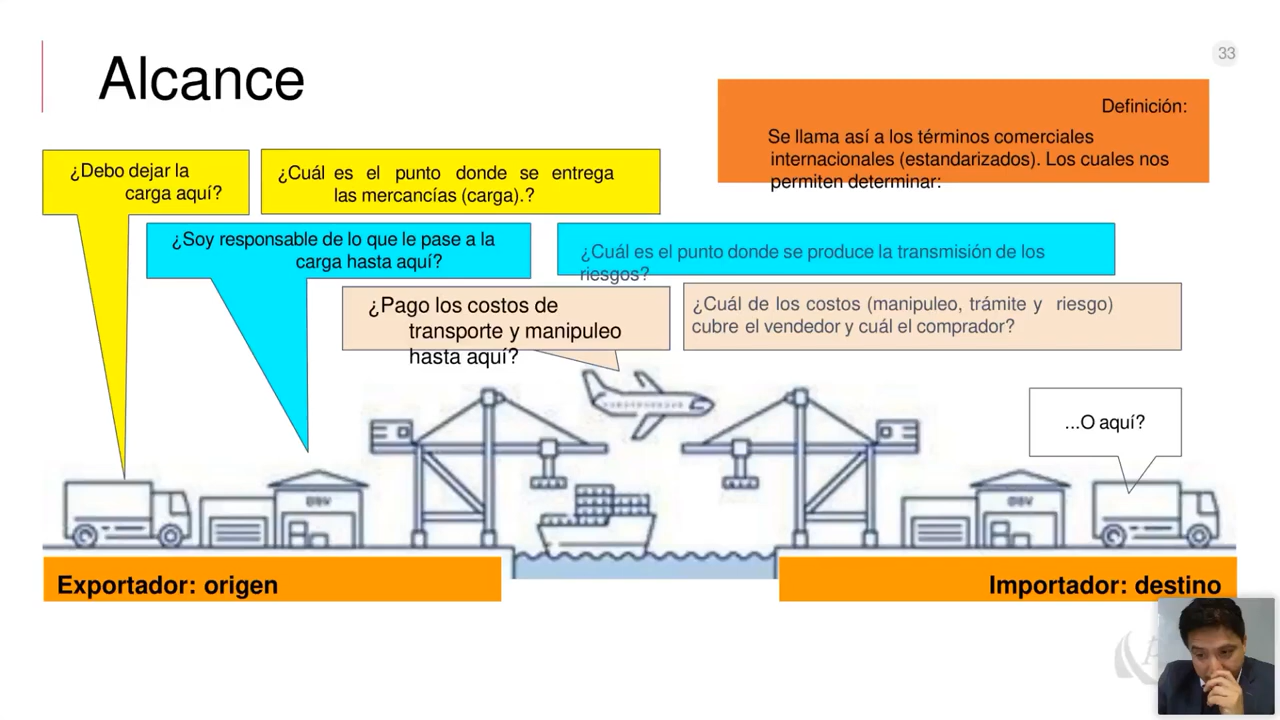 33
Alcance
Definición:
Se llama así a los términos comerciales
internacionales (estandarizados). Los cuales nos
permiten determinar:
¿Debo dejar la
carga aquí?
¿Cuál es el punto donde se entrega
las mercancías (carga).?
¿Soy responsable de lo que le pase a la
carga hasta aquí?
¿Cuál es el punto donde se produce la transmisión de los
riesgos?
¿Pago los costos de
transporte y manipuleo
hasta aquí?
¿Cuál de los costos (manipuleo, trámite y riesgo)
cubre el vendedor y cuál el comprador?
...O aquí?
Exportador: origen
Importador: destino